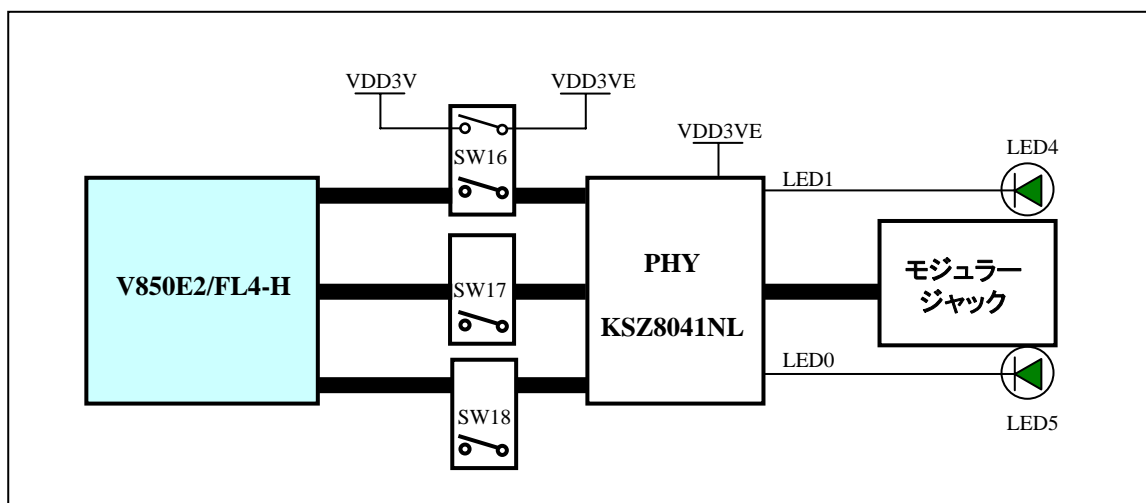 VDD3V
VDD3VE
SW16
VDD3VE
LED4
LED1
V850E2/FL4-H
SW17
PHY
KSZ8041NL
モジュラー
ジャック
LED0
SW18
LED5